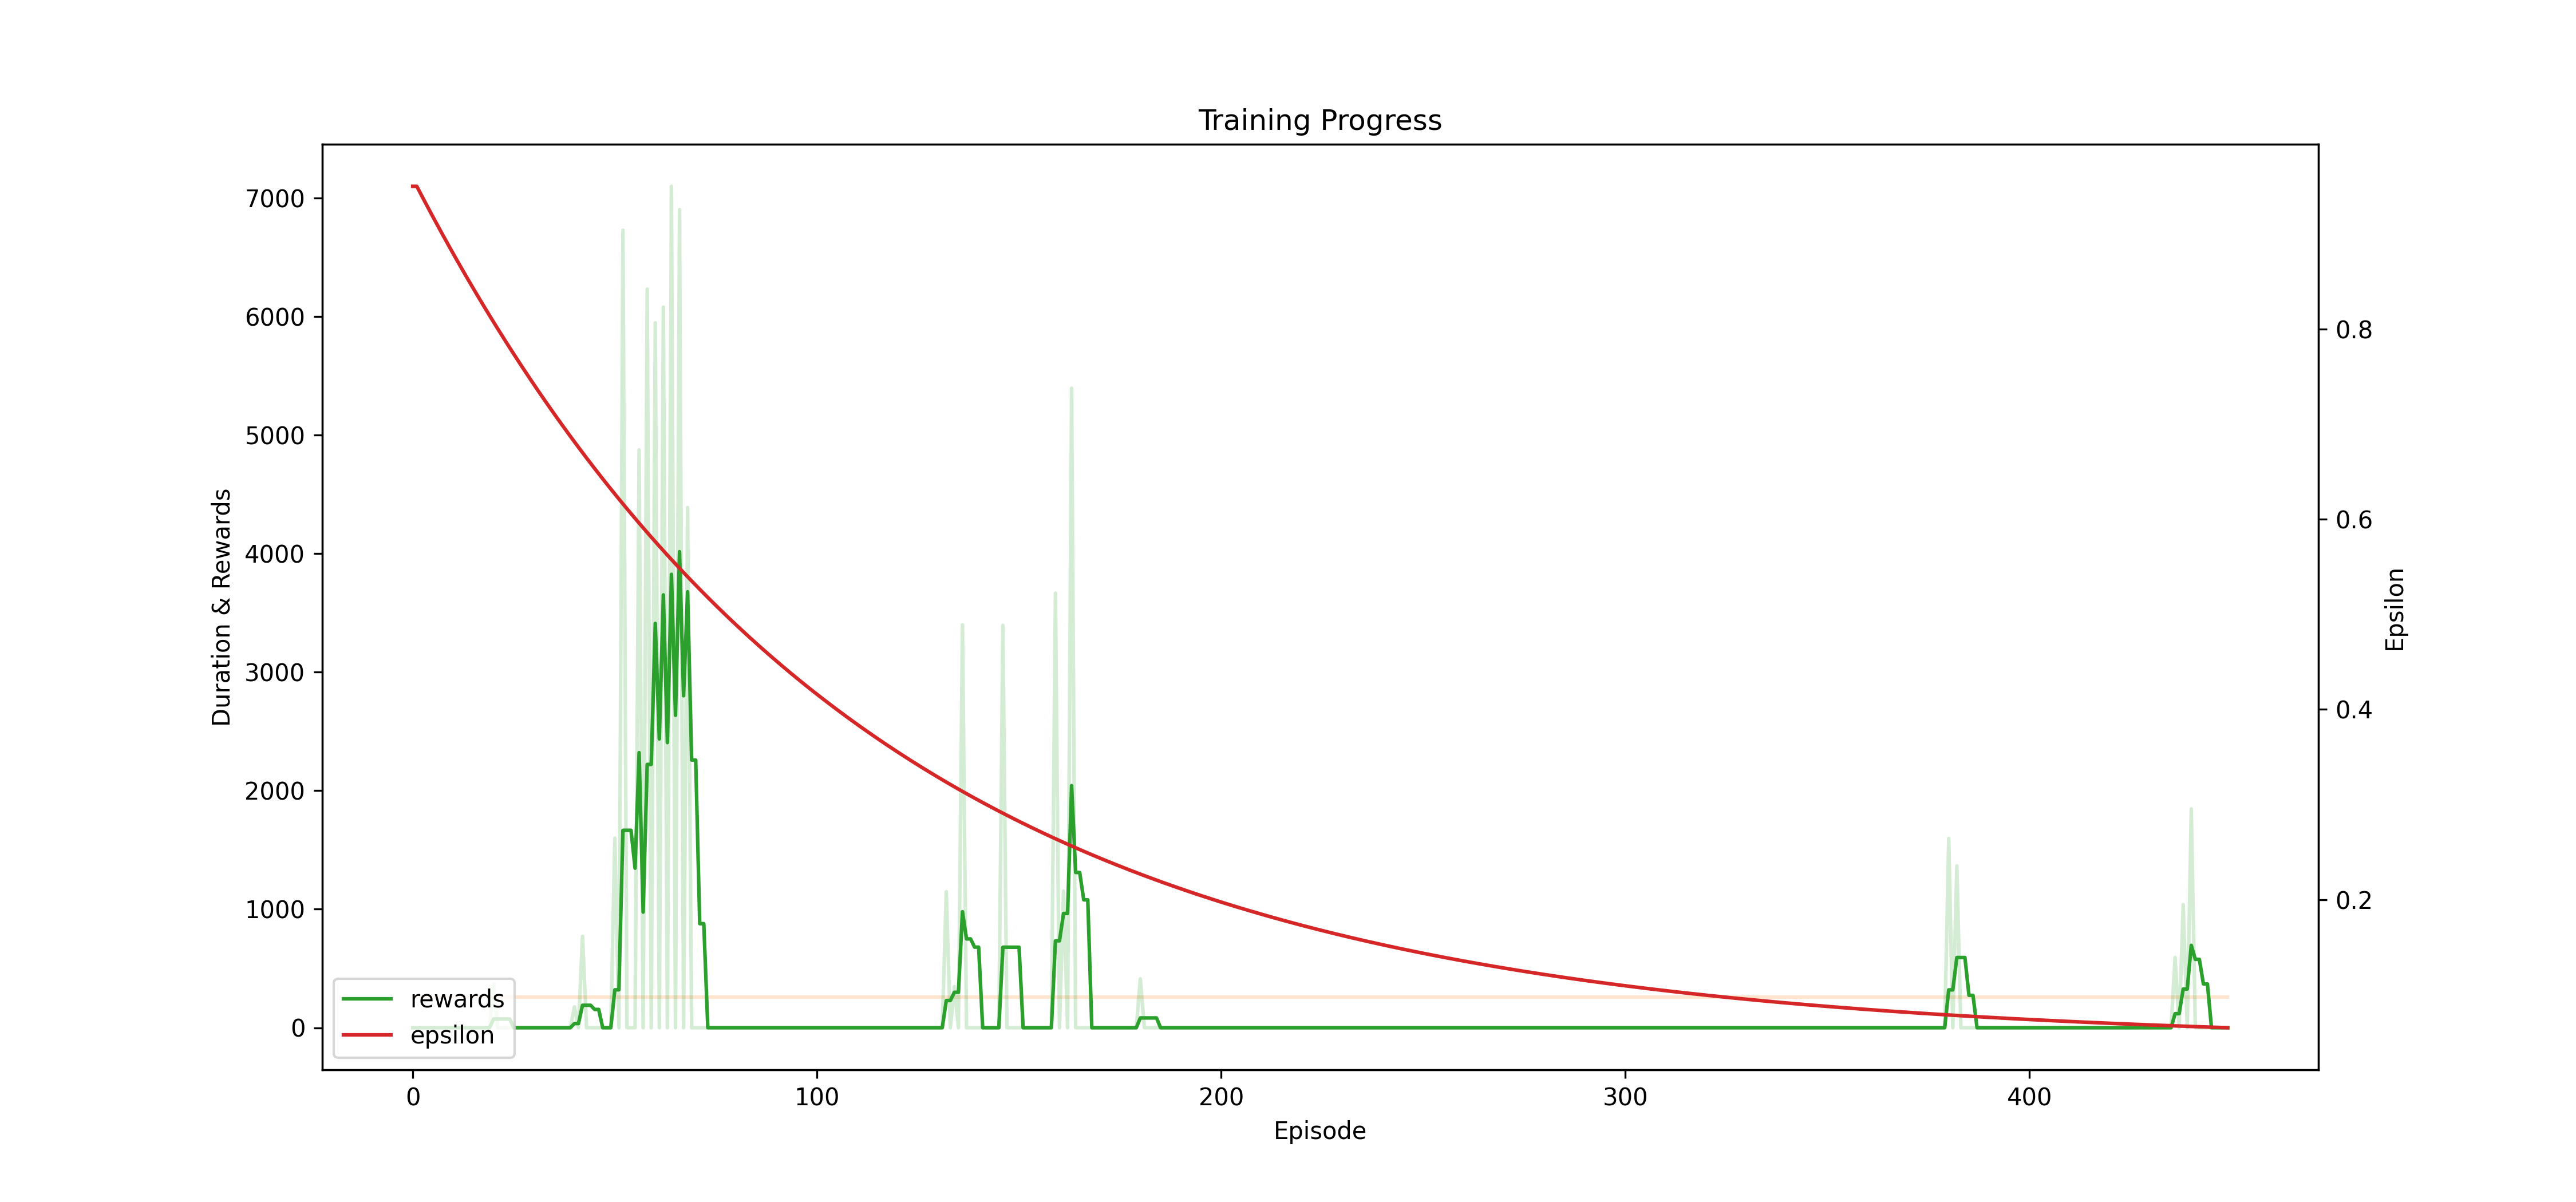 Training Progress
7000
6000
5000
4000
3000
2000
1000
0
Duration & Rewards
0.8
0.6
0.4
0.2
Epsilon
rewards
epsilon
0 100 200 300 400
Episode